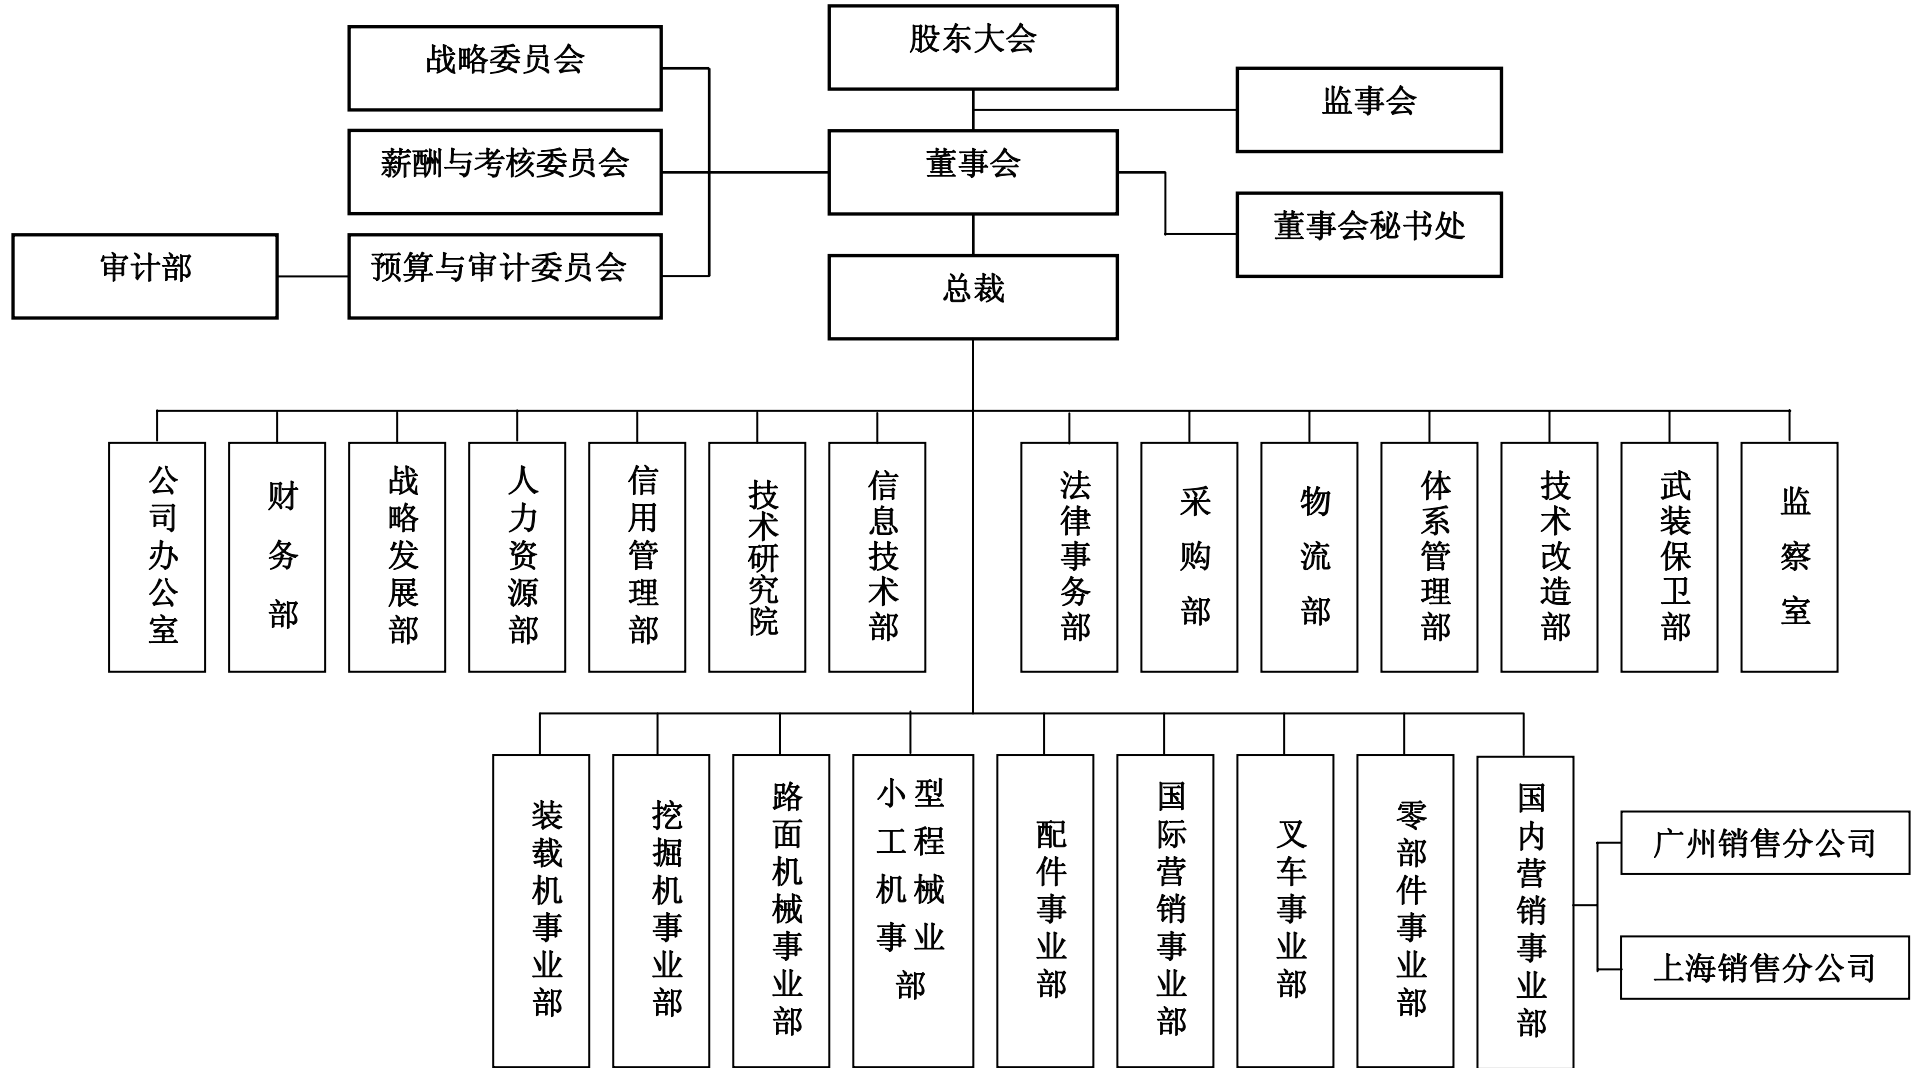 股东大会
战略委员会
监事会
薪酬与考核委员会
董事会
董事会秘书处
审计部
预算与审计委员会
总裁
公司办公室
财务部
战略发展部
人力资源部
信用管理部
技术研究院
信息技术部
法律事务部
采购部
物流部
体系管理部
技术改造部
武装保卫部
监察室
装载机事业部
挖掘机事业部
路面机械事业部
小型
工程
机械
事业
部
配件事业部
国际营销事业部
叉车事业部
零部件事业部
国内营销事业部
广州销售分公司
上海销售分公司